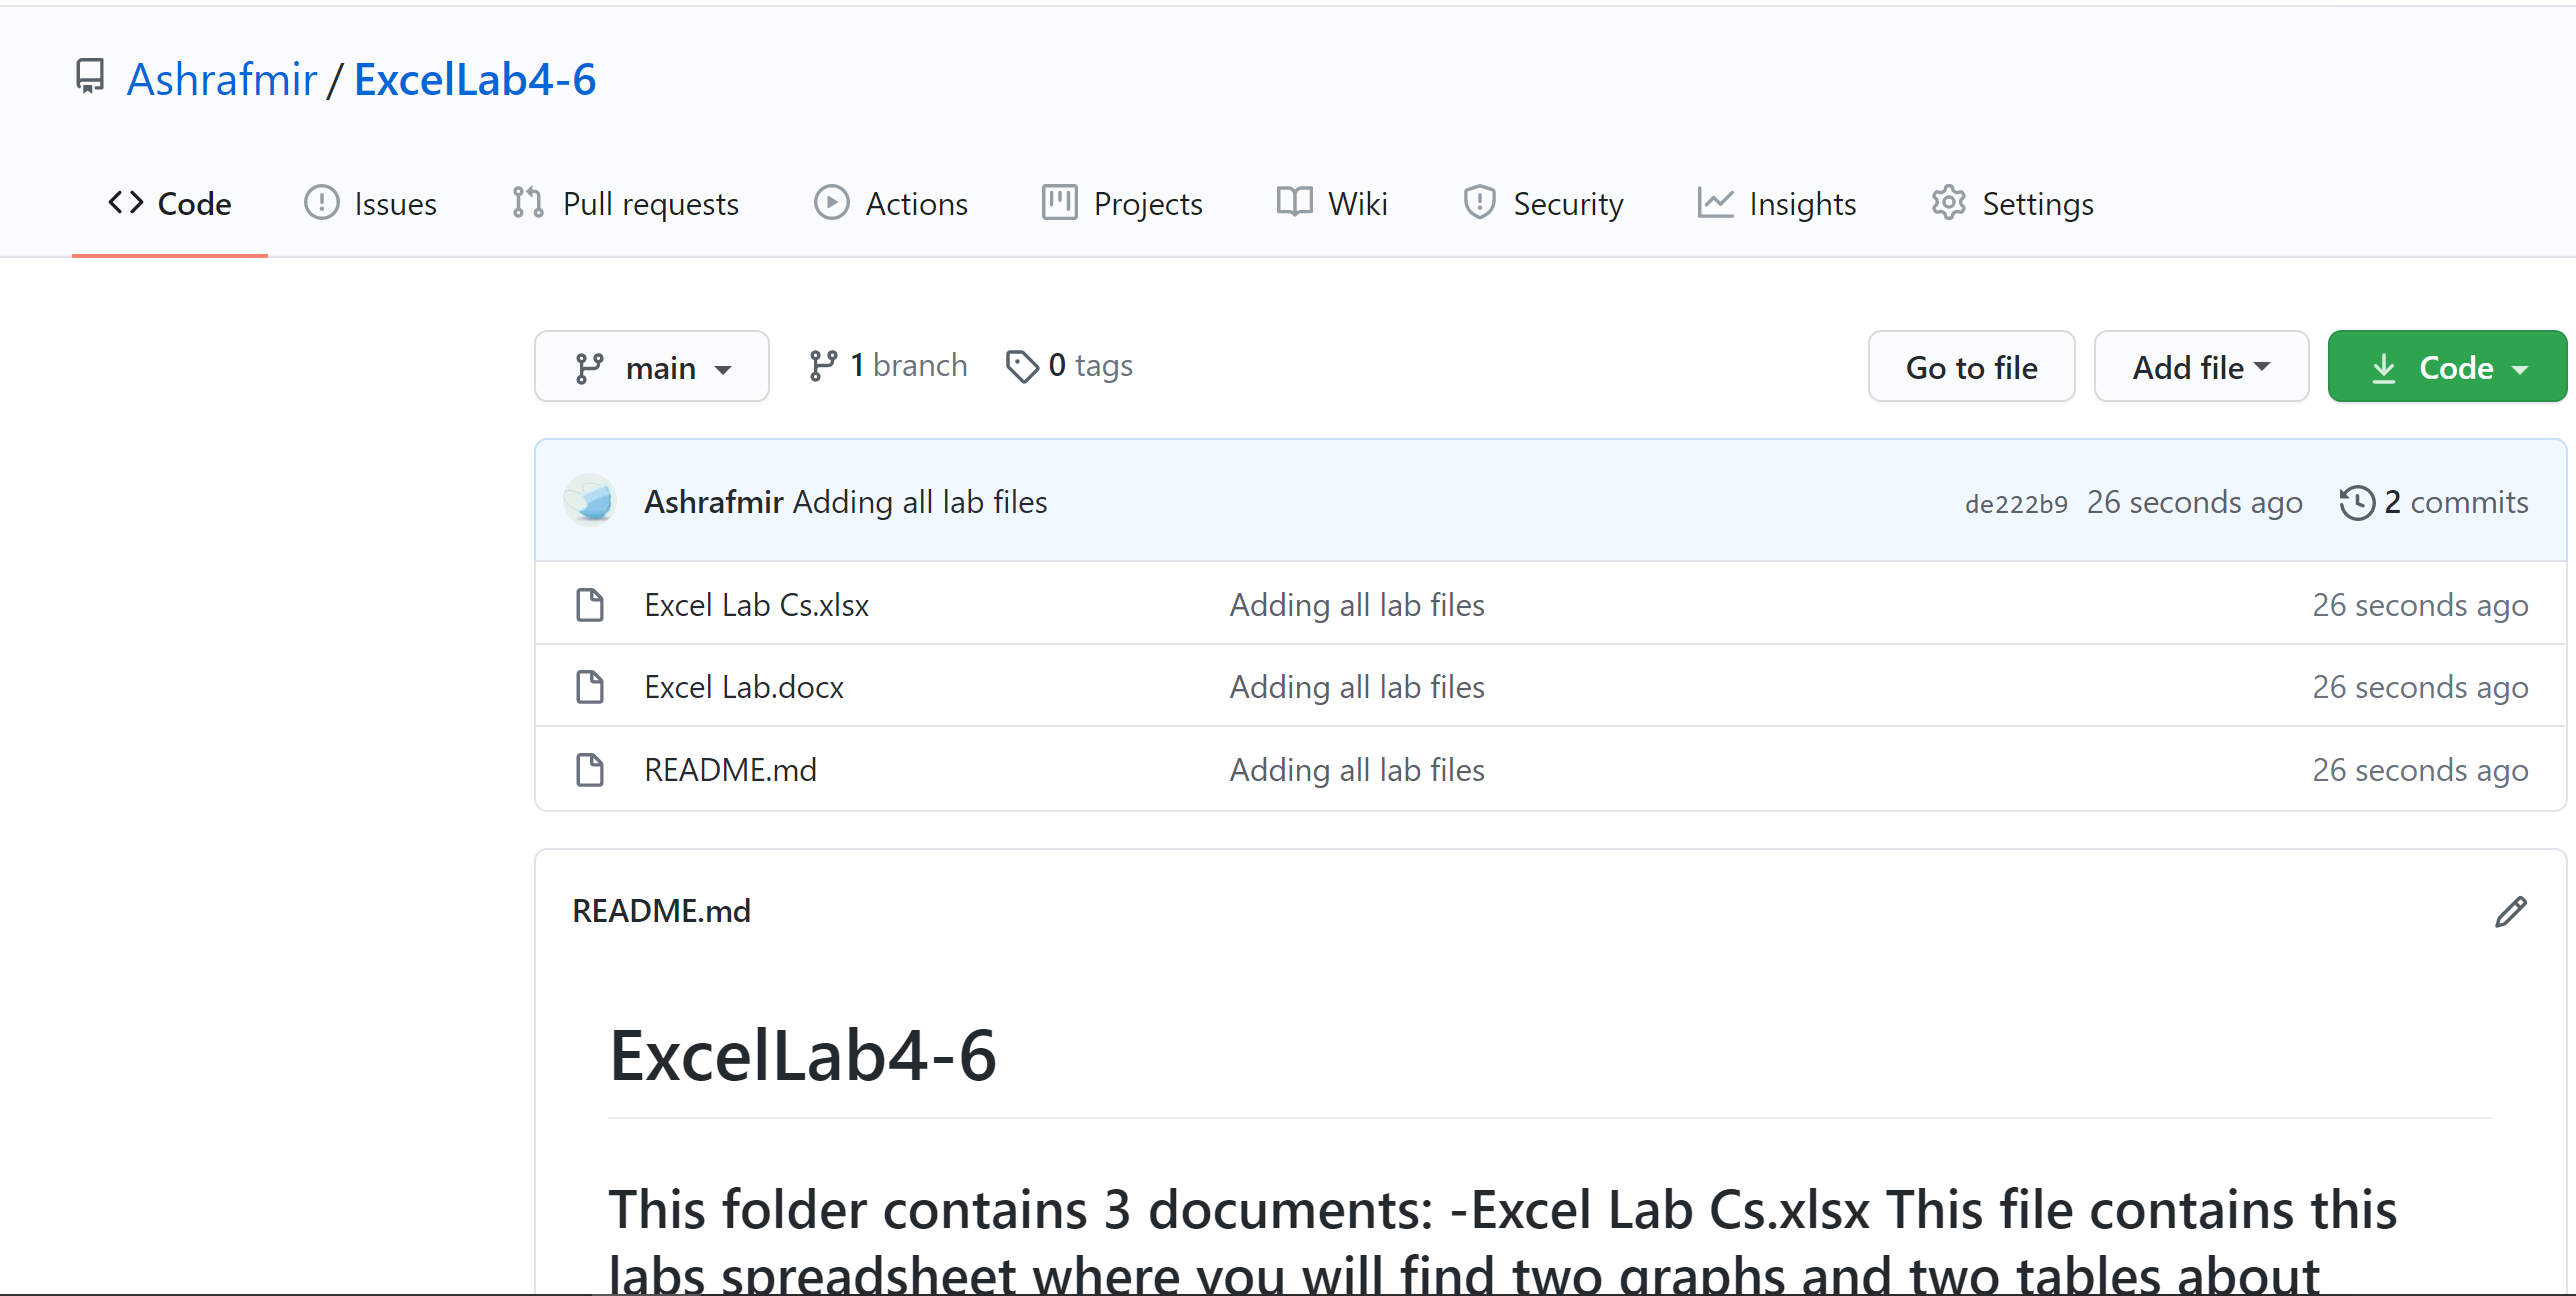 Ashrafmir / ExcelLab4-6
Code Issues Pull requests Actions Projects Wiki Security Insights Settings
main 1 branch 0 tags Go to file Add file Code
Ashrafmir Adding all lab files de222b9 26 seconds ago 2 commits
Excel Lab Cs.xlsx Adding all lab files 26 seconds ago
Excel Lab.docx Adding all lab files 26 seconds ago
README.md Adding all lab files 26 seconds ago
README.md
ExcelLab4-6
This folder contains 3 documents: -Excel Lab Cs.xlsx This file contains this
labs spreadsheet where you will find two graphs and two tables about